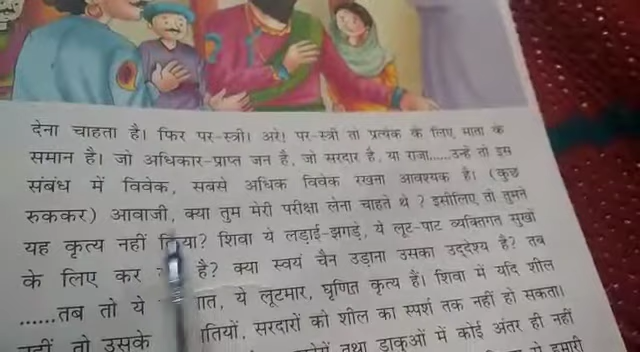 देना चाहता है। फिर पर-स्त्री। अरे! पर-स्त्री तो प्रत्येक के लिए माता के
समान है। जो अधिकार-प्राप्त जन है, जो सरदार है, या राजा......उन्हें तो इस
संबंध में विवेक, सबसे अधिक विवेक रखना आवश्यक है। (कुछ
रुककर) आवाजी, क्या तुम मेरी परीक्षा लेना चाहते थे ? इसीलिए तो तुमने
यह कृत्य नहीं किया? शिवा ये लड़ाई-झगड़े, ये लूट-पाट व्यक्तिगत सुखों
के लिए कर है? क्या स्वयं चैन उड़ाना उसका उद्देश्य है? तब
......तब तो ये ये लूटमार, घृणित कृत्य हैं। शिवा में यदि शील
नहीं तो उसके सरदारों को शील का स्पर्श तक नहीं हो सकता।
तथा डाकुओं में कोई अंतर ही नहीं
हमारी